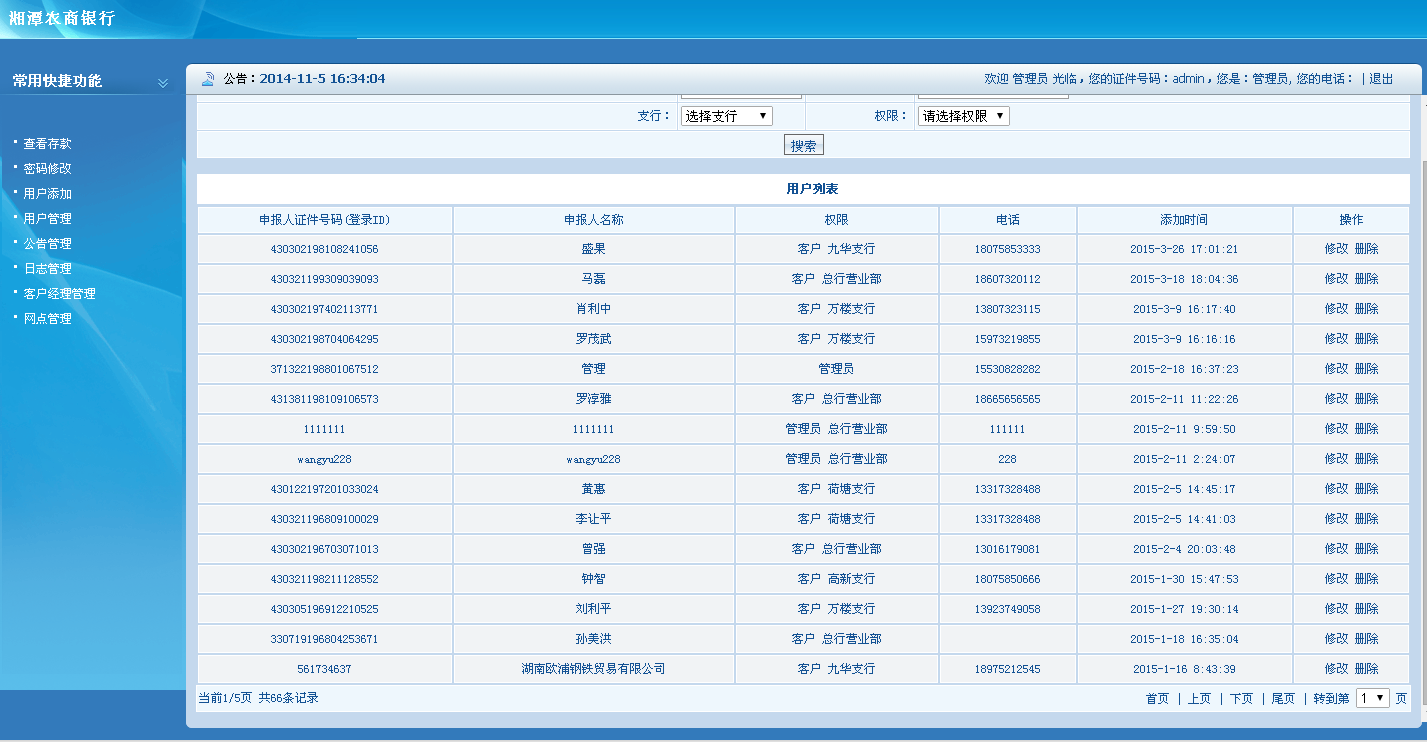 湘潭农商银行
常用快捷功能
公告：2014-11-5 16:34:04
欢迎 管理员 光临，您的证件号码：admin，您是：管理员, 您的电话： | 退出
查看存款
密码修改
用户添加
用户管理
公告管理
日志管理
客户经理管理
网点管理
支行： 选择支行 权限： 请选择权限
搜索
用户列表
申报人证件号码(登录ID) 申报人名称 权限 电话 添加时间 操作
430302198108241056 盛果 客户 九华支行 18075853333 2015-3-26 17:01:21 修改 删除
430321199309039093 马磊 客户 总行营业部 18607320112 2015-3-18 18:04:36 修改 删除
430302197402113771 肖利中 客户 万楼支行 13807323115 2015-3-9 16:17:40 修改 删除
430302198704064295 罗茂武 客户 万楼支行 15973219855 2015-3-9 16:16:16 修改 删除
371322198801067512 管理 管理员 15530828282 2015-2-18 16:37:23 修改 删除
431381198109106573 罗淳雅 客户 总行营业部 18665656565 2015-2-11 11:22:26 修改 删除
1111111 1111111 管理员 总行营业部 111111 2015-2-11 9:59:50 修改 删除
wangyu228 wangyu228 管理员 总行营业部 228 2015-2-11 2:24:07 修改 删除
430122197201033024 黄惠 客户 荷塘支行 13317328488 2015-2-5 14:45:17 修改 删除
430321196809100029 李让平 客户 荷塘支行 13317328488 2015-2-5 14:41:03 修改 删除
430302196703071013 曾强 客户 总行营业部 13016179081 2015-2-4 20:03:48 修改 删除
430321198211128552 钟智 客户 高新支行 18075850666 2015-1-30 15:47:53 修改 删除
430305196912210525 刘利平 客户 万楼支行 13923749058 2015-1-27 19:30:14 修改 删除
330719196804253671 孙美洪 客户 总行营业部 2015-1-18 16:35:04 修改 删除
561734637 湖南欧浦钢铁贸易有限公司 客户 九华支行 18975212545 2015-1-16 8:43:39 修改 删除
当前1/5页 共66条记录 首页 | 上页 | 下页 | 尾页 | 转到第 1 页